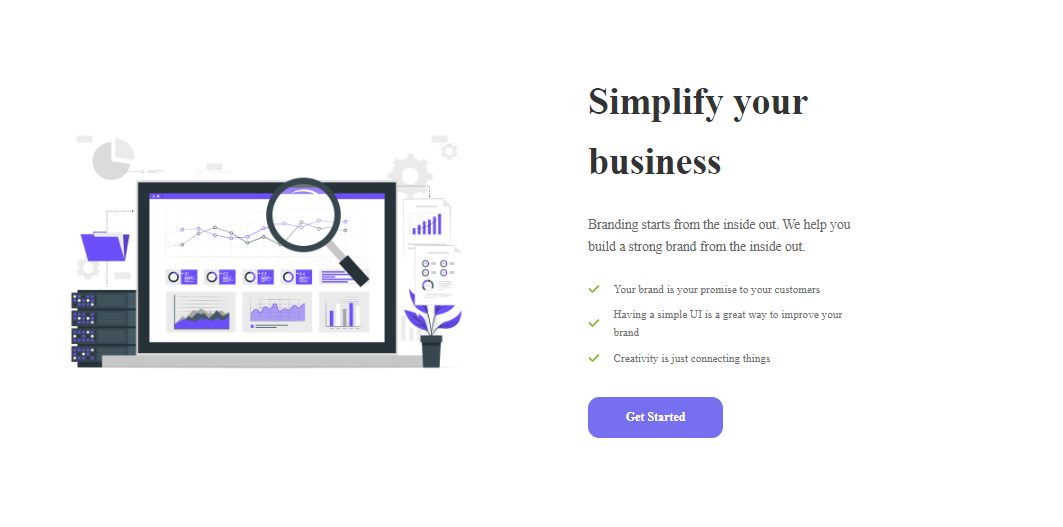 Simplify your
business
Branding starts from the inside out. We help you
build a strong brand from the inside out.
Your brand is your promise to your customers
Having a simple UI is a great way to improve your
brand
Creativity is just connecting things
Get Started